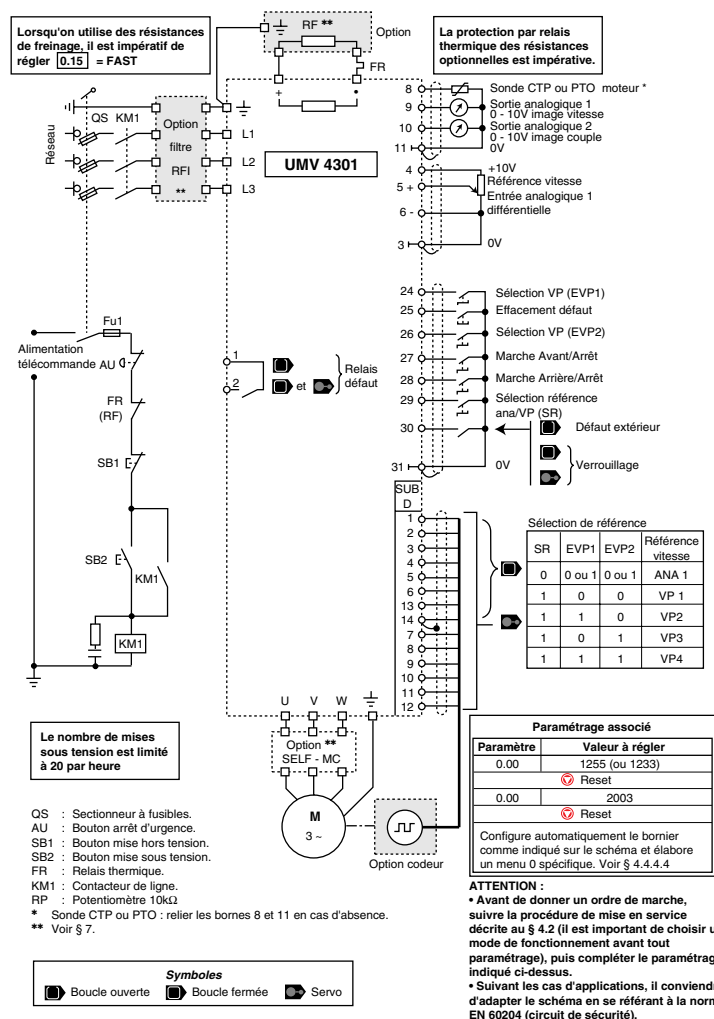 Lorsqu'on utilise des résistances
de freinage, il est impératif de
régler 0.15 = FAST
RF **
Option
FR
+
La protection par relais
thermique des résistances
optionnelles est impérative.
QS KM1
Réseau
Option
filtre
RFI
**
L1
L2
L3
UMV 4301
8 Sonde CTP ou PTO moteur *
9 Sortie analogique 1
0 - 10V image vitesse
10 Sortie analogique 2
0 - 10V image couple
11 0V
4 +10V
5 + Référence vitesse
Entrée analogique 1
6 - différentielle
3 0V
24 Sélection VP (EVP1)
25 Effacement défaut
26 Sélection VP (EVP2)
27 Marche Avant/Arrêt
28 Marche Arrière/Arrêt
29 Sélection référence
ana/VP (SR)
30 Défaut extérieur
31 0V
Verrouillage
Fu1
Alimentation
télécommande
AU
FR
(RF)
SB1
SB2
KM1
KM1
1
2
et
Relais
défaut
SUB
D
1
2
3
4
5
6
13
14
7
8
9
10
11
12
Sélection de référence
SR EVP1 EVP2 Référence
vitesse
0 0 ou 1 0 ou 1 ANA 1
1 0 0 VP 1
1 1 0 VP2
1 0 1 VP3
1 1 1 VP4
U V W
Option **
SELF - MC
M
3 ~
Option codeur
Le nombre de mises
sous tension est limité
à 20 par heure
Paramétrage associé
Paramètre Valeur à régler
0.00 1255 (ou 1233)
Reset
0.00 2003
Reset
Configure automatiquement le bornier
comme indiqué sur le schéma et élabore
un menu 0 spécifique. Voir § 4.4.4.4
QS : Sectionneur à fusibles.
AU : Bouton arrêt d'urgence.
SB1 : Bouton mise hors tension.
SB2 : Bouton mise sous tension.
FR : Relais thermique.
KM1 : Contacteur de ligne.
RP : Potentiomètre 10kΩ
* Sonde CTP ou PTO : relier les bornes 8 et 11 en cas d'absence.
** Voir § 7.
ATTENTION :
• Avant de donner un ordre de marche,
suivre la procédure de mise en service
décrite au § 4.2 (il est important de choisir u
mode de fonctionnement avant tout
paramétrage), puis compléter le paramétrag
indiqué ci-dessus.
• Suivant les cas d'applications, il conviendr
d'adapter le schéma en se référant à la norm
EN 60204 (circuit de sécurité).
Symboles
Boucle ouverte Boucle fermée Servo